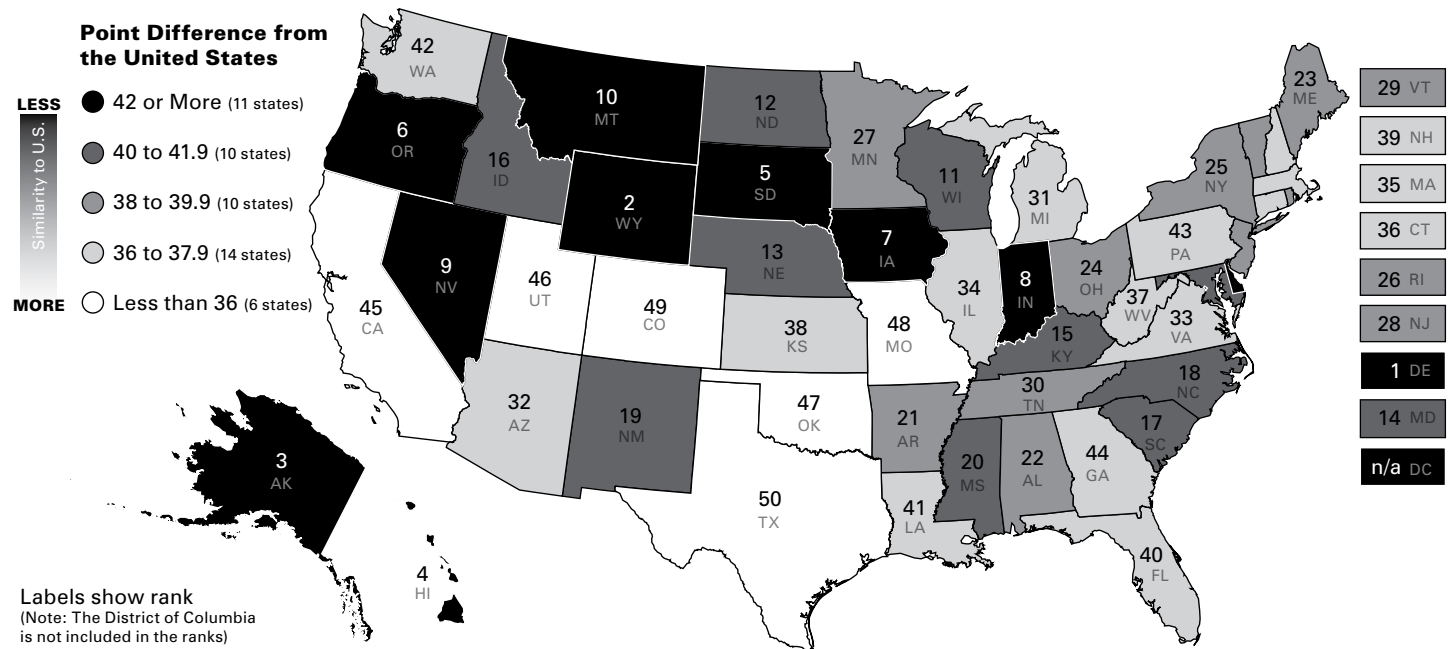 Point Difference from
the United States
LESS
Similarity to U.S.
MORE
42 or More (11 states)
40 to 41.9 (10 states)
38 to 39.9 (10 states)
36 to 37.9 (14 states)
Less than 36 (6 states)
42
WA
6
OR
16
ID
10
MT
12
ND
27
MN
5
SD
2
WY
11
WI
31
MI
25
NY
23
ME
29 VT
39 NH
35 MA
36 CT
26 RI
28 NJ
1 DE
14 MD
n/a DC
45
CA
9
NV
46
UT
49
CO
13
NE
7
IA
34
IL
8
IN
24
OH
43
PA
37
WV
33
VA
38
KS
48
MO
15
KY
18
NC
32
AZ
19
NM
47
OK
21
AR
30
TN
17
SC
50
TX
41
LA
20
MS
22
AL
44
GA
40
FL
3
AK
4
HI
Labels show rank
(Note: The District of Columbia
is not included in the ranks)